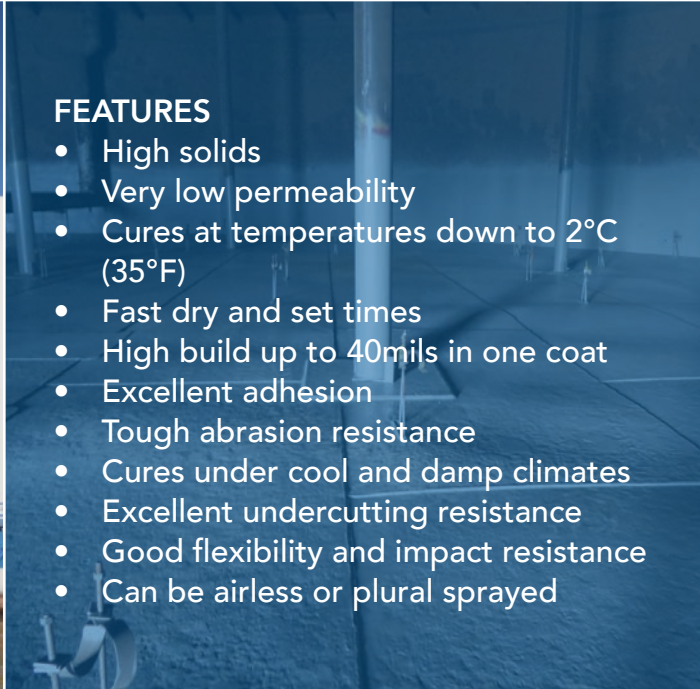 FEATURES
• High solids
• Very low permeability
• Cures at temperatures down to 2°C
(35°F)
• Fast dry and set times
• High build up to 40mils in one coat
• Excellent adhesion
• Tough abrasion resistance
• Cures under cool and damp climates
• Excellent undercutting resistance
• Good flexibility and impact resistance
• Can be airless or plural sprayed